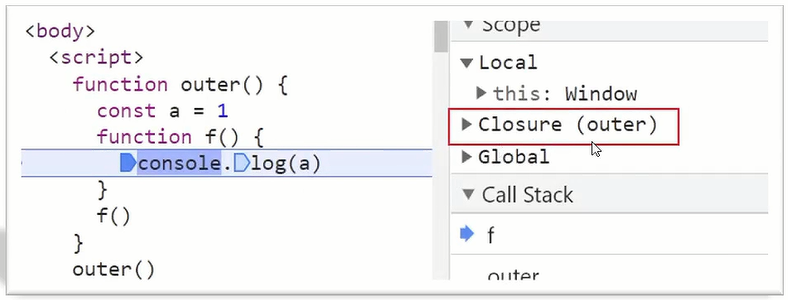 <body>
<script>
function outer() {
const a = 1
function f() {
console.log(a)
}
f()
}
outer()
Scope
Local
this: Window
Closure (outer)
Global
Call Stack
f
outer